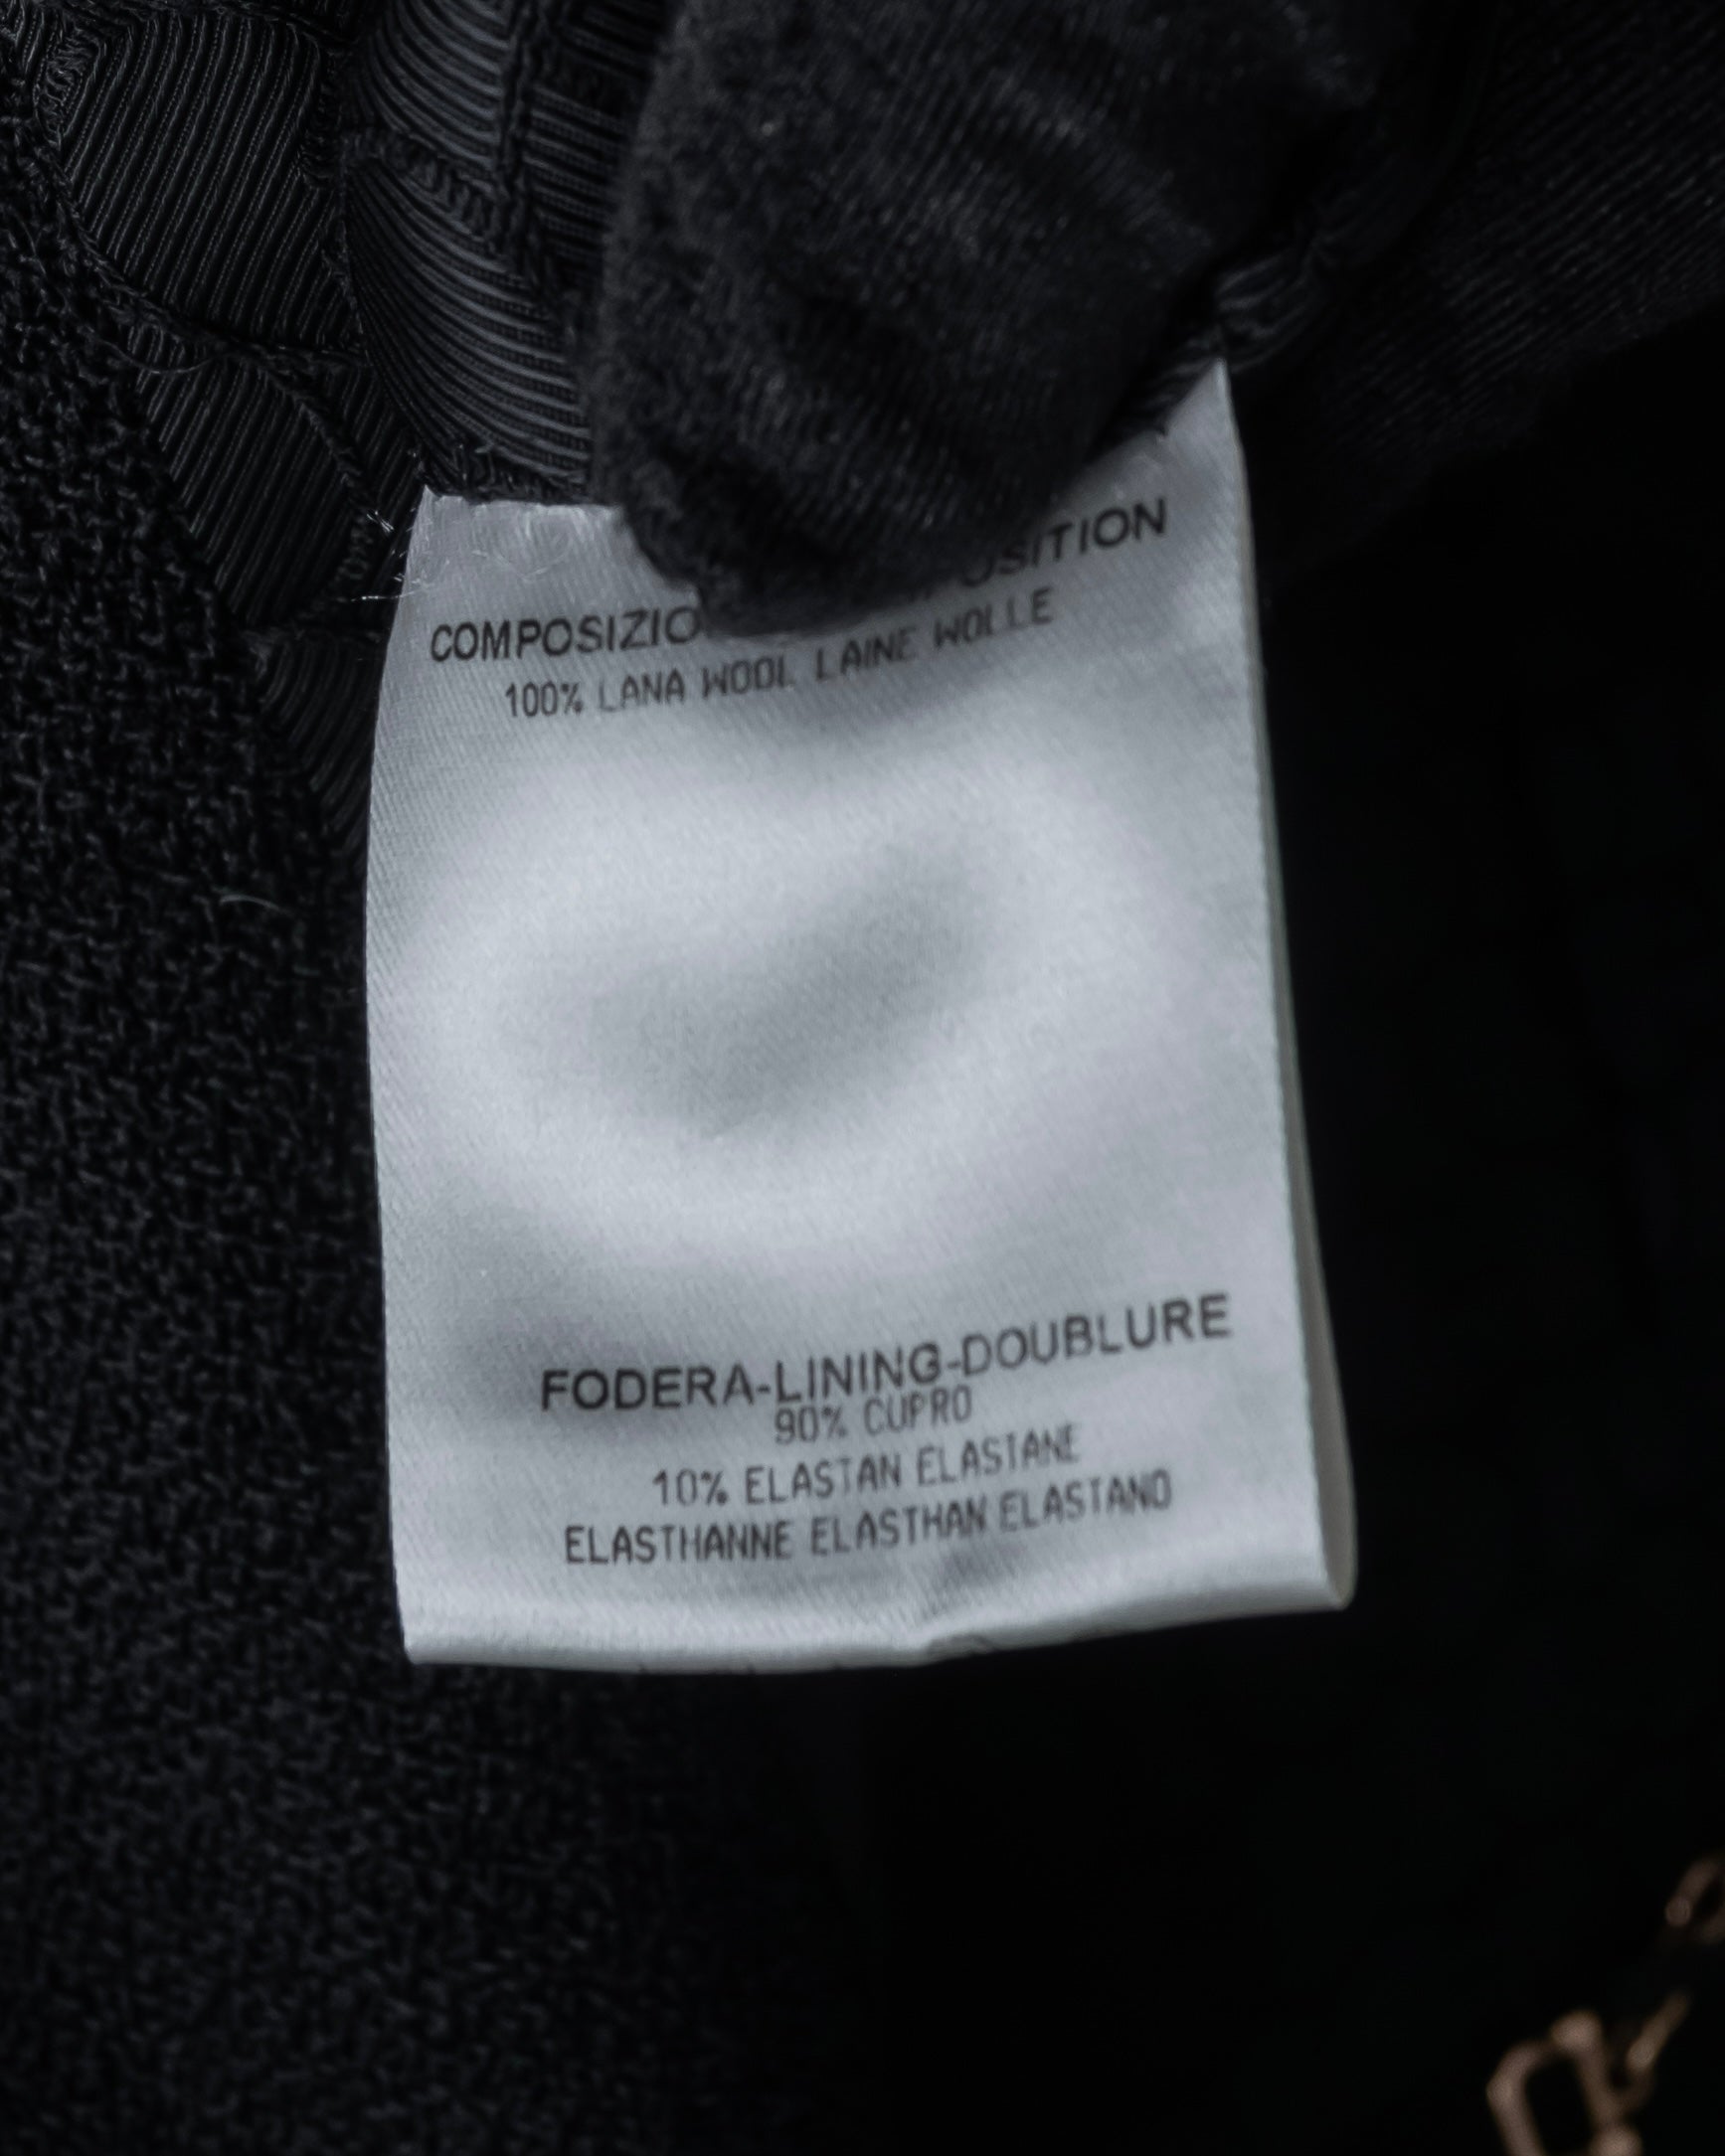 COMPOSIZIO OSITION
100% LANA WOOL LAINE WOLLE
FODERA-LINING-DOUBLURE
90% CUPRO
10% ELASTAN ELASTANE
ELASTHANNE ELASTHAN ELASTANO